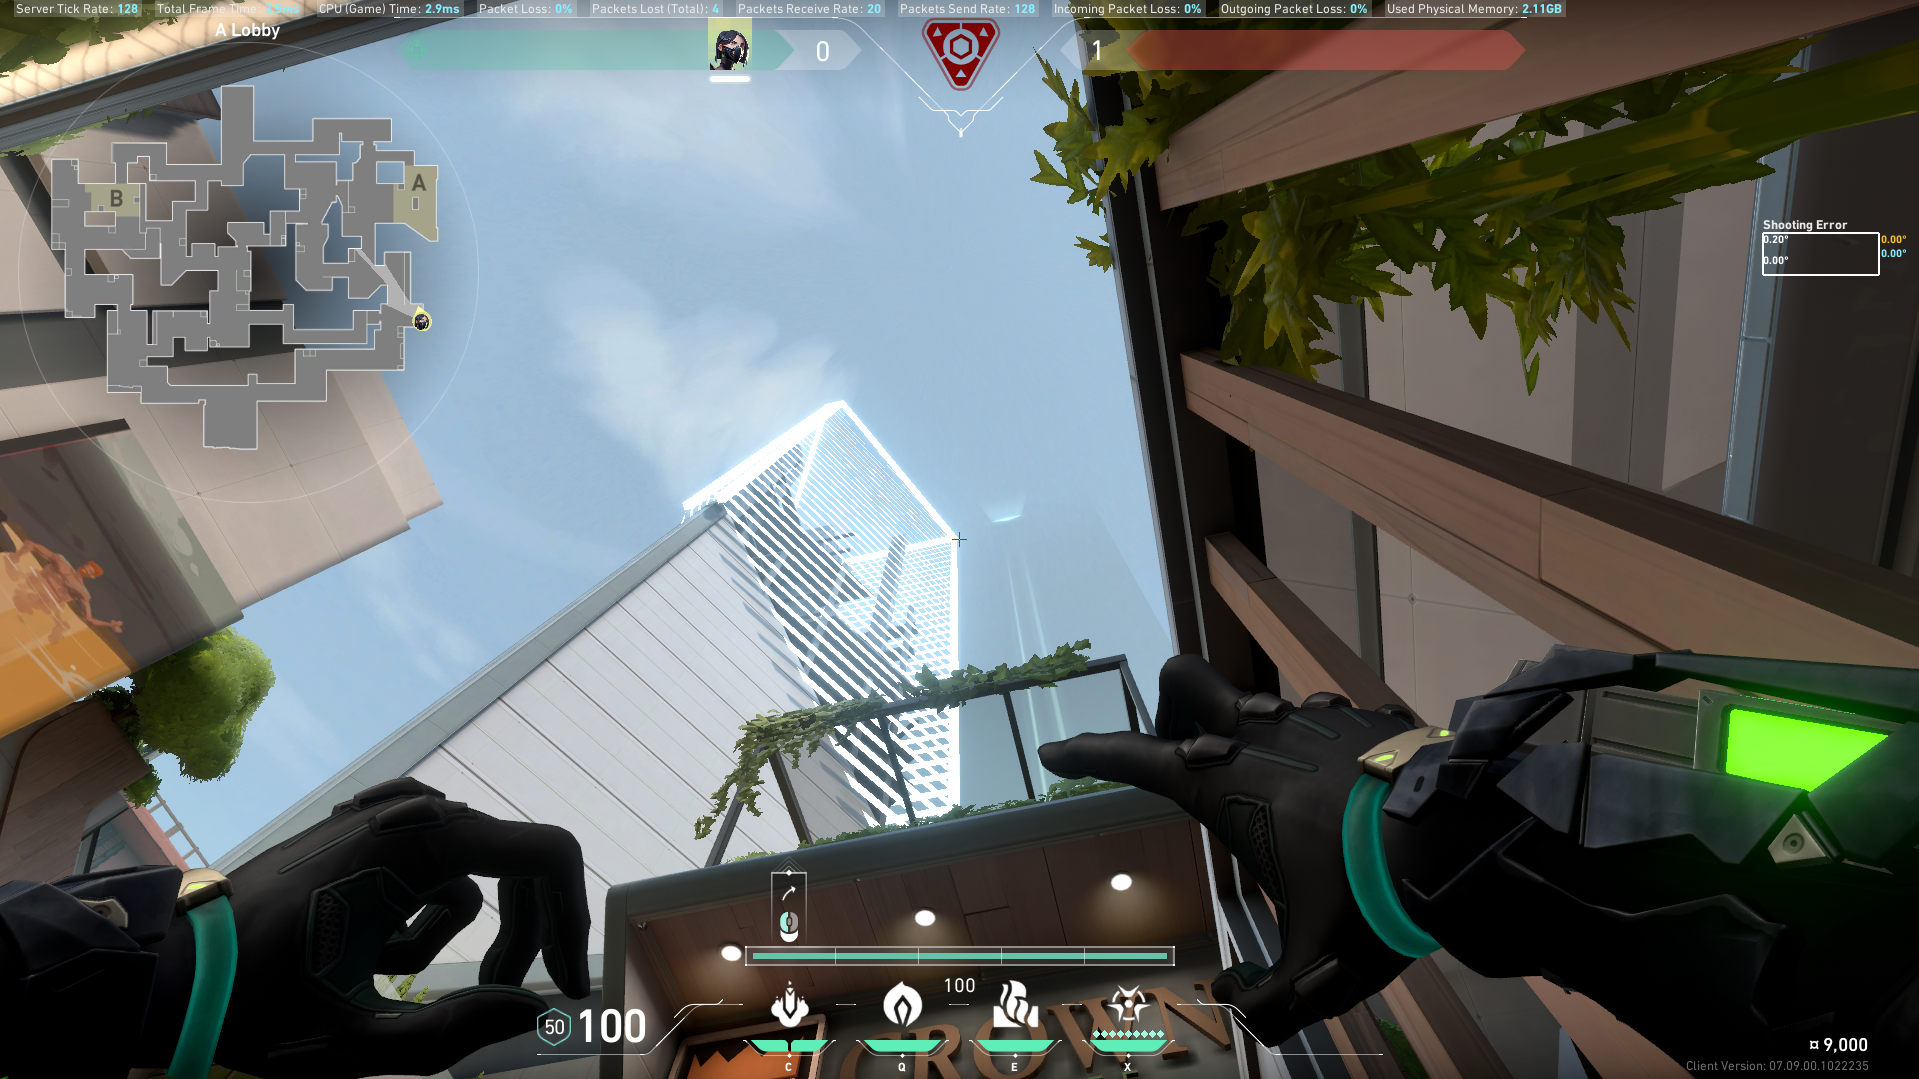 Server Tick Rate: 128 Total Frame Time: CPU (Game) Time: 2.9ms Packet Loss: 0% Packets Lost (Total): 4 Packets Receive Rate: 20 Packets Send Rate: 128 Incoming Packet Loss: 0% Outgoing Packet Loss: 0% Used Physical Memory: 2.11GB
A Lobby
0
1
A
B
Shooting Error
0.20° 0.00°
0.00° 0.00°
100
50 100
CROWN
C Q E X
¤ 9,000
Client Version: 07.09.00.1022235